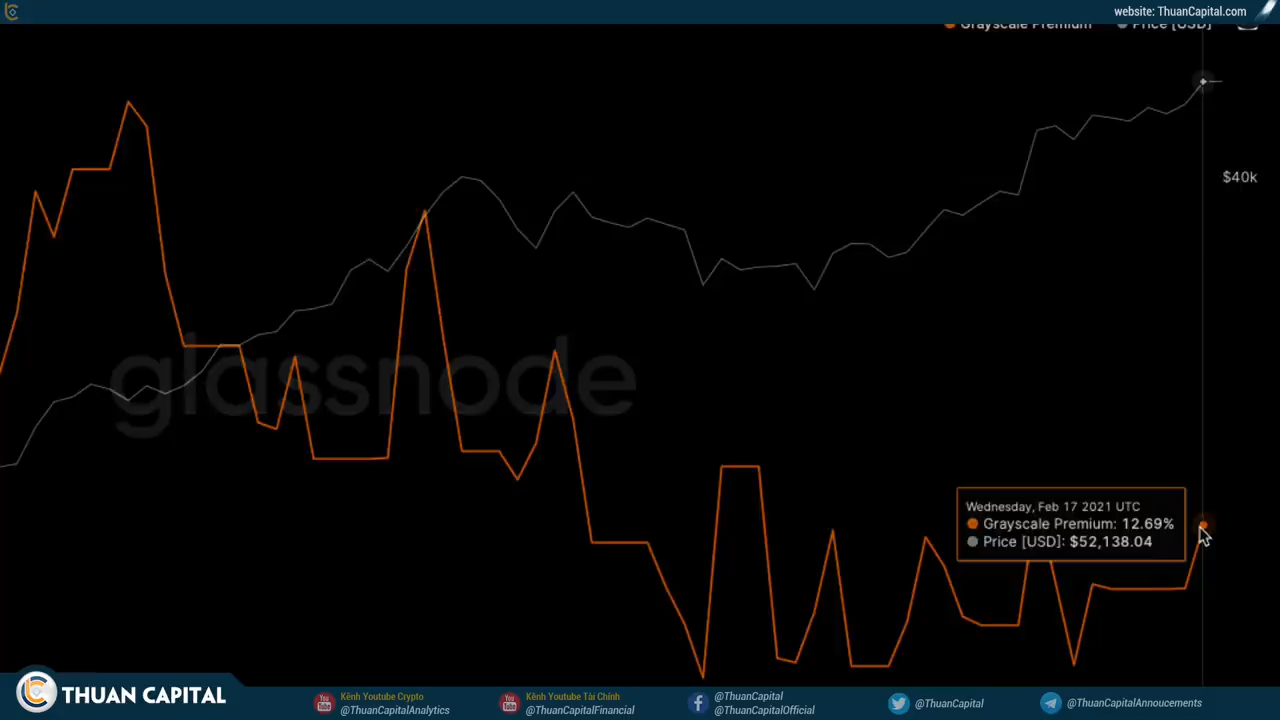 website: ThuanCapital.com
Grayscale Premium
Price [USD]
$40k
glassnode
Wednesday, Feb 17 2021 UTC
Grayscale Premium: 12.69%
Price [USD]: $52,138.04
THUAN CAPITAL
Kênh Youtube Crypto
@ThuanCapitalAnalytics
Kênh Youtube Tài Chính
@ThuanCapitalFinancial
@ThuanCapital
@ThuanCapitalOfficial
@ThuanCapital
@ThuanCapitalAnnoucements